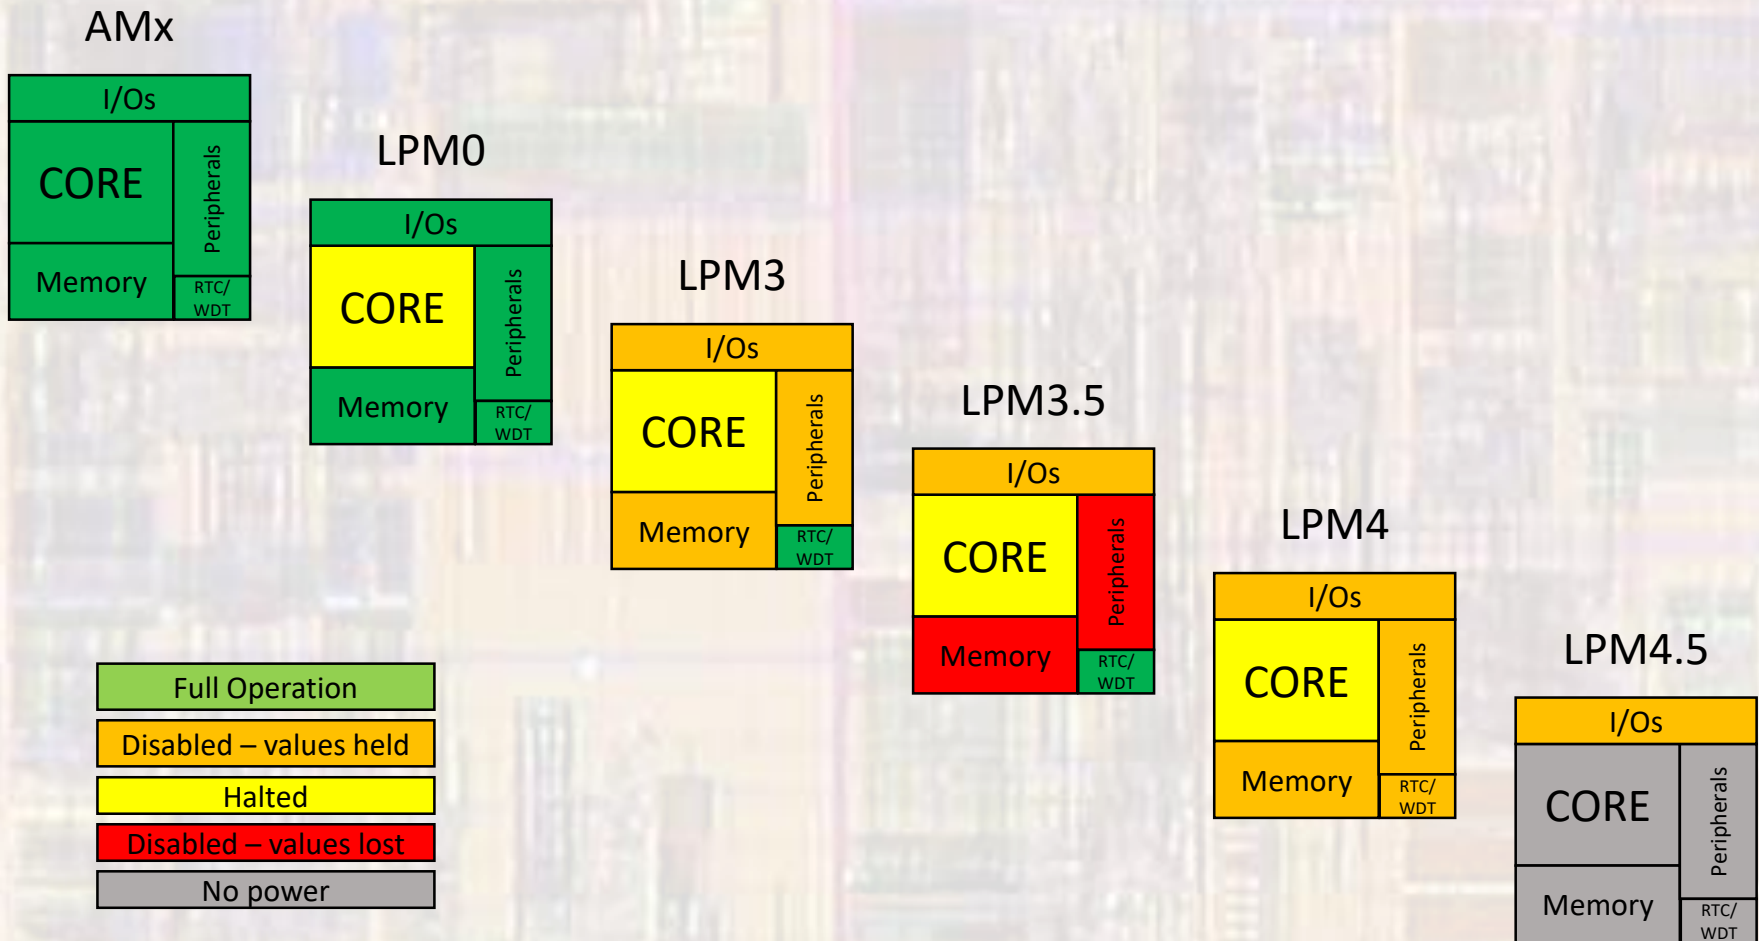 AMx
I/Os
CORE
Peripherals
Memory
RTC/
WDT
LPM0
I/Os
CORE
Peripherals
Memory
RTC/
WDT
LPM3
I/Os
CORE
Peripherals
Memory
RTC/
WDT
LPM3.5
I/Os
CORE
Peripherals
Memory
RTC/
WDT
LPM4
I/Os
CORE
Peripherals
Memory
RTC/
WDT
LPM4.5
I/Os
CORE
Peripherals
Memory
RTC/
WDT
Full Operation
Disabled – values held
Halted
Disabled – values lost
No power